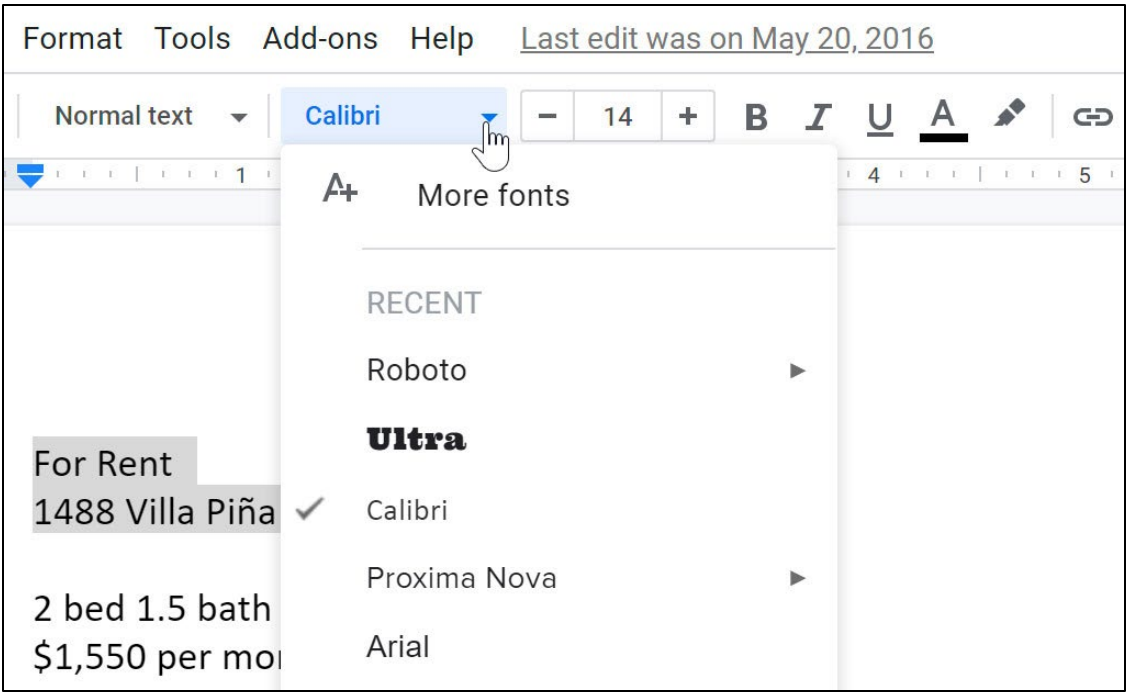 Format Tools Add-ons Help Last edit was on May 20, 2016
Normal text Calibri − 14 + B I U A
1 4 5
More fonts
RECENT
Roboto
Ultra
Calibri
Proxima Nova
Arial
For Rent
1488 Villa Piña
2 bed 1.5 bath
$1,550 per